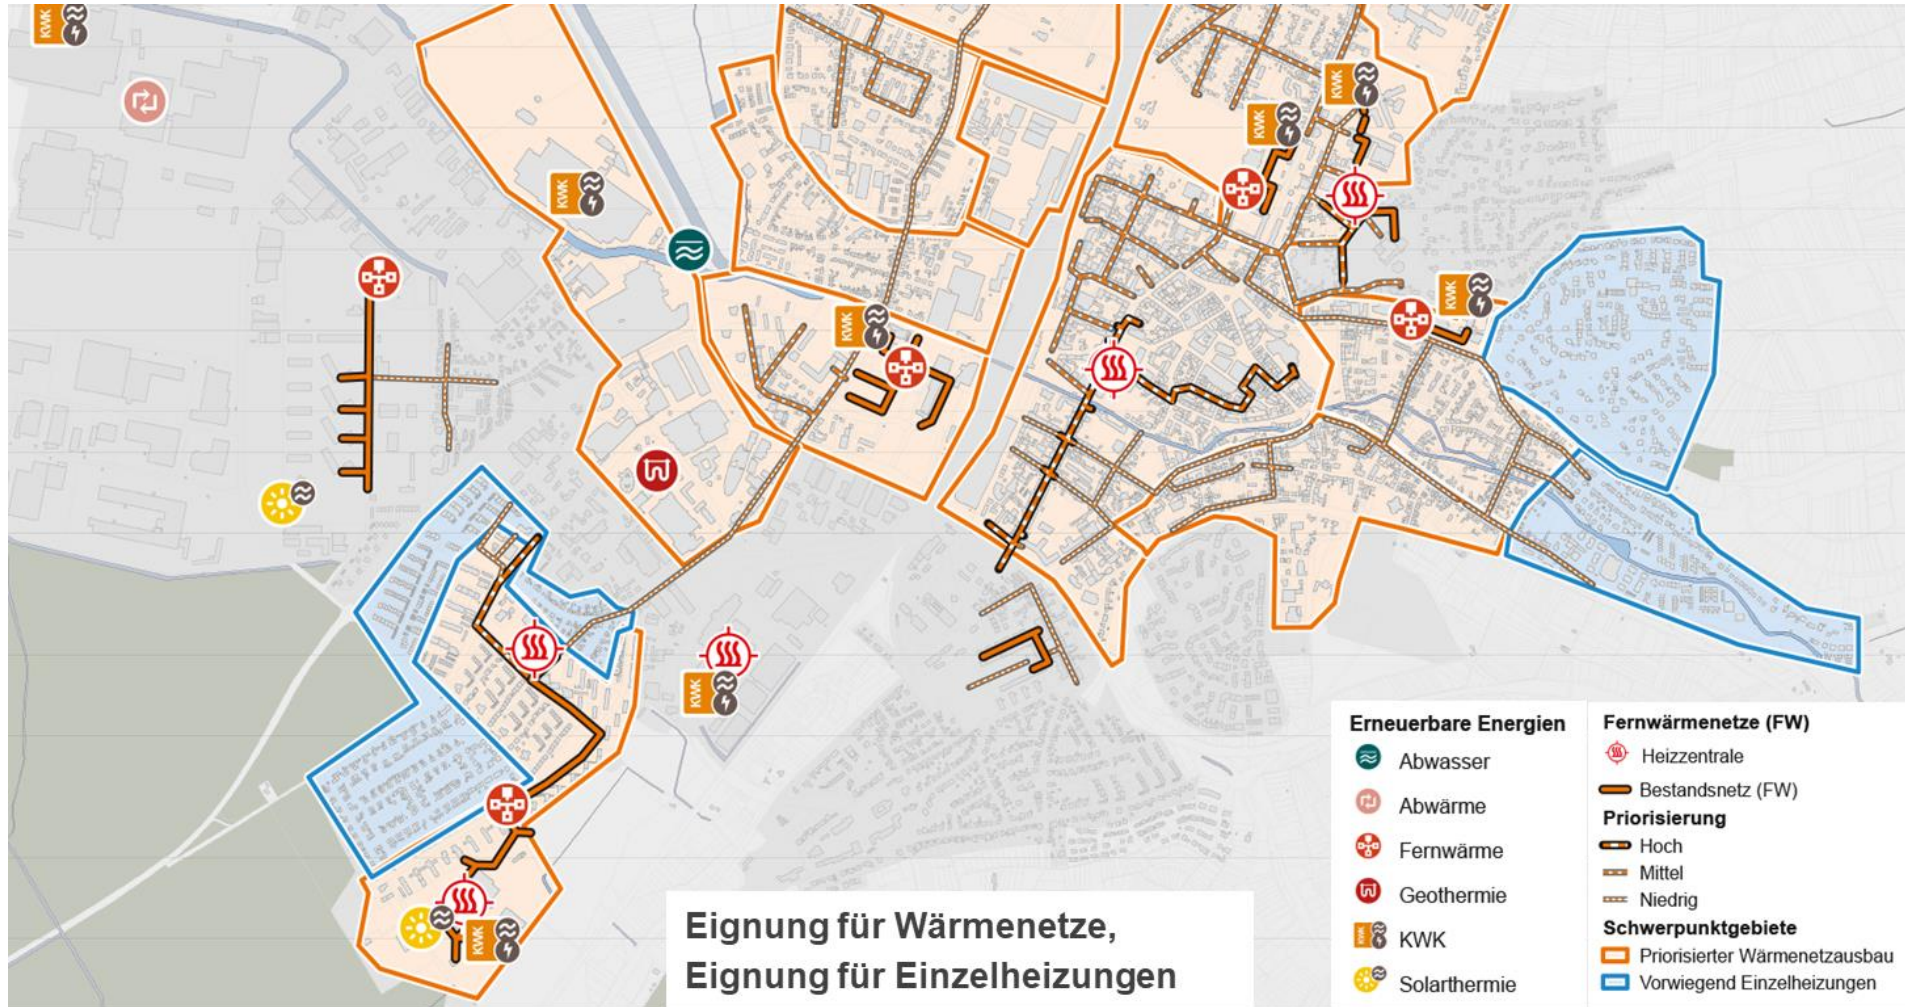 KWK
KWK
KWK
KWK
KWK
KWK
KWK
KWK
Eignung für Wärmenetze,
Eignung für Einzelheizungen
Erneuerbare Energien
Abwasser
Abwärme
Fernwärme
Geothermie
KWK
KWK
Solarthermie
Fernwärmenetze (FW)
Heizzentrale
Bestandsnetz (FW)
Priorisierung
Hoch
Mittel
Niedrig
Schwerpunktgebiete
Priorisierter Wärmenetzausbau
Vorwiegend Einzelheizungen